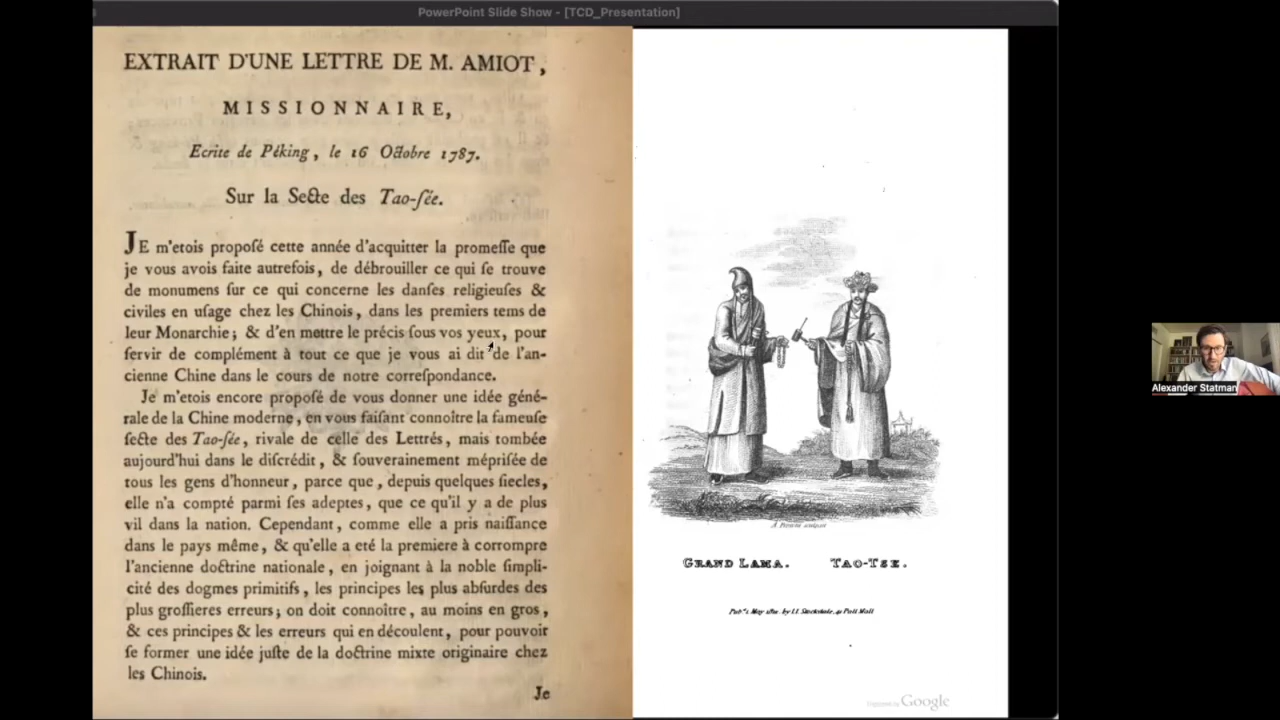 PowerPoint Slide Show - [TCD_Presentation]
EXTRAIT D'UNE LETTRE DE M. AMIOT,
MISSIONNAIRE,
Ecrite de Péking, le 16 Octobre 1787.
Sur la Secte des Tao-ſée.
JE m'etois propoſé cette année d'acquitter la promeſſe que
je vous avois faite autrefois, de débrouiller ce qui ſe trouve
de monumens ſur ce qui concerne les danſes religieuſes &
civiles en uſage chez les Chinois, dans les premiers tems de
leur Monarchie; & d'en mettre le précis ſous vos yeux, pour
ſervir de complément à tout ce que je vous ai dit de l'an-
cienne Chine dans le cours de notre correſpondance.
Je m'etois encore propoſé de vous donner une idée géné-
rale de la Chine moderne, en vous faiſant connoître la fameuſe
ſecte des Tao-ſée, rivale de celle des Lettrés, mais tombée
aujourd'hui dans le diſcrédit, & ſouverainement mépriſée de
tous les gens d'honneur, parce que, depuis quelques ſiecles,
elle n'a compté parmi ſes adeptes, que ce qu'il y a de plus
vil dans la nation. Cependant, comme elle a pris naiſſance
dans le pays même, & qu'elle a eté la premiere à corrompre
l'ancienne doctrine nationale, en joignant à la noble ſimpli-
cité des dogmes primitifs, les principes les plus abſurdes des
plus groſſieres erreurs; on doit connoître, au moins en gros,
& ces principes & les erreurs qui en découlent, pour pouvoir
ſe former une idée juſte de la doctrine mixte originaire chez
les Chinois.
Je
GRAND LAMA. TAO-TSE.
May by 41 Pall Mall
Google
Alexander Statman